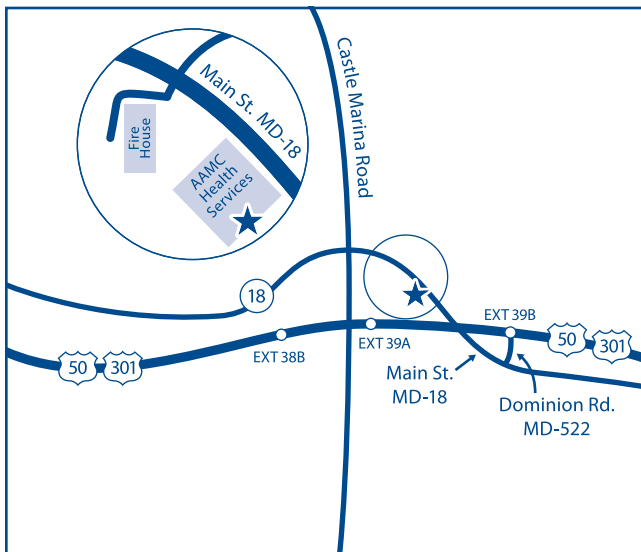 Main St. MD-18
Castle Marina Road
Fire
House
AAMC
Health
Services
18
EXT 39B
EXT 39A
EXT 38B
50
301
50
301
Main St.
MD-18
Dominion Rd.
MD-522